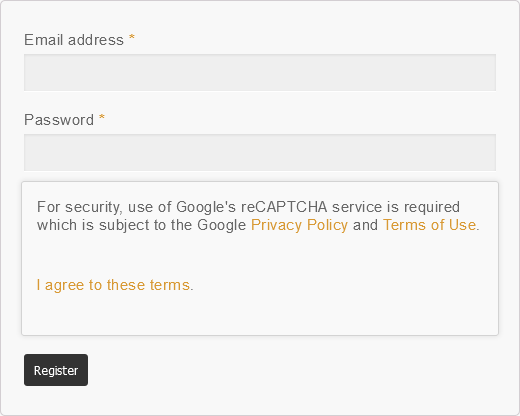 Email address *
Password *
For security, use of Google's reCAPTCHA service is required
which is subject to the Google Privacy Policy and Terms of Use.
I agree to these terms.
Register